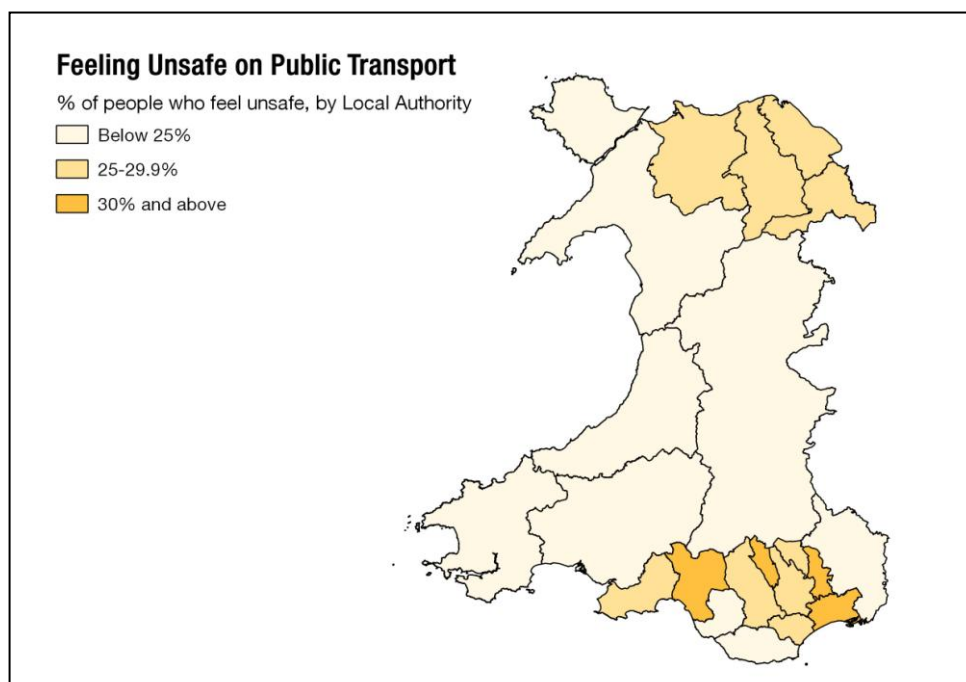 Feeling Unsafe on Public Transport
% of people who feel unsafe, by Local Authority
Below 25%
25-29.9%
30% and above